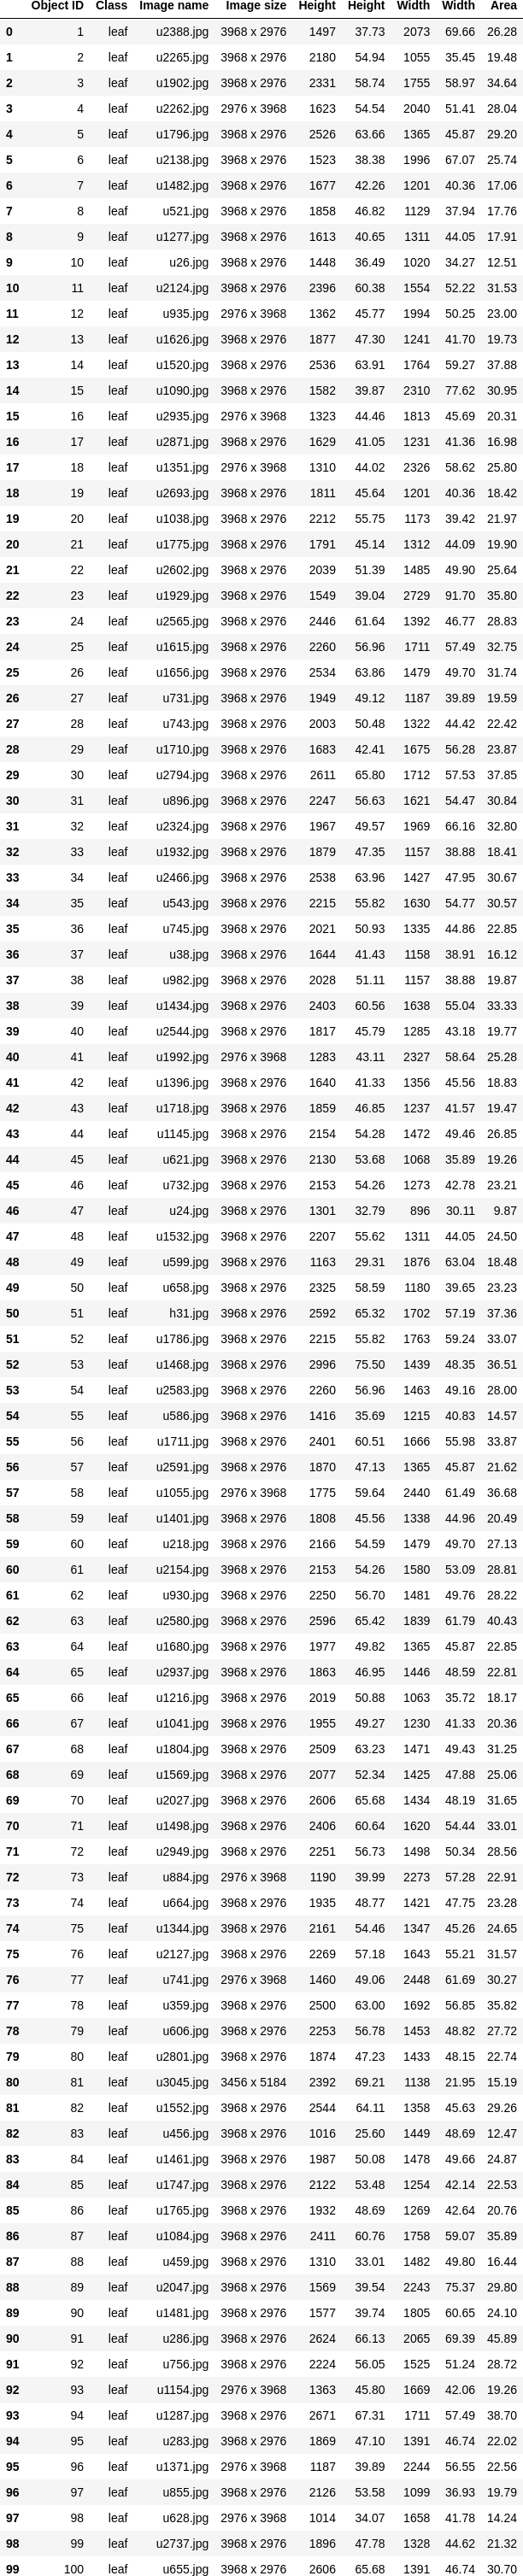 Object ID Class Image name Image size Height Height Width Width Area
0 1 leaf u2388.jpg 3968 x 2976 1497 37.73 2073 69.66 26.28
1 2 leaf u2265.jpg 3968 x 2976 2180 54.94 1055 35.45 19.48
2 3 leaf u1902.jpg 3968 x 2976 2331 58.74 1755 58.97 34.64
3 4 leaf u2262.jpg 2976 x 3968 1623 54.54 2040 51.41 28.04
4 5 leaf u1796.jpg 3968 x 2976 2526 63.66 1365 45.87 29.20
5 6 leaf u2138.jpg 3968 x 2976 1523 38.38 1996 67.07 25.74
6 7 leaf u1482.jpg 3968 x 2976 1677 42.26 1201 40.36 17.06
7 8 leaf u521.jpg 3968 x 2976 1858 46.82 1129 37.94 17.76
8 9 leaf u1277.jpg 3968 x 2976 1613 40.65 1311 44.05 17.91
9 10 leaf u26.jpg 3968 x 2976 1448 36.49 1020 34.27 12.51
10 11 leaf u2124.jpg 3968 x 2976 2396 60.38 1554 52.22 31.53
11 12 leaf u935.jpg 2976 x 3968 1362 45.77 1994 50.25 23.00
12 13 leaf u1626.jpg 3968 x 2976 1877 47.30 1241 41.70 19.73
13 14 leaf u1520.jpg 3968 x 2976 2536 63.91 1764 59.27 37.88
14 15 leaf u1090.jpg 3968 x 2976 1582 39.87 2310 77.62 30.95
15 16 leaf u2935.jpg 2976 x 3968 1323 44.46 1813 45.69 20.31
16 17 leaf u2871.jpg 3968 x 2976 1629 41.05 1231 41.36 16.98
17 18 leaf u1351.jpg 2976 x 3968 1310 44.02 2326 58.62 25.80
18 19 leaf u2693.jpg 3968 x 2976 1811 45.64 1201 40.36 18.42
19 20 leaf u1038.jpg 3968 x 2976 2212 55.75 1173 39.42 21.97
20 21 leaf u1775.jpg 3968 x 2976 1791 45.14 1312 44.09 19.90
21 22 leaf u2602.jpg 3968 x 2976 2039 51.39 1485 49.90 25.64
22 23 leaf u1929.jpg 3968 x 2976 1549 39.04 2729 91.70 35.80
23 24 leaf u2565.jpg 3968 x 2976 2446 61.64 1392 46.77 28.83
24 25 leaf u1615.jpg 3968 x 2976 2260 56.96 1711 57.49 32.75
25 26 leaf u1656.jpg 3968 x 2976 2534 63.86 1479 49.70 31.74
26 27 leaf u731.jpg 3968 x 2976 1949 49.12 1187 39.89 19.59
27 28 leaf u743.jpg 3968 x 2976 2003 50.48 1322 44.42 22.42
28 29 leaf u1710.jpg 3968 x 2976 1683 42.41 1675 56.28 23.87
29 30 leaf u2794.jpg 3968 x 2976 2611 65.80 1712 57.53 37.85
30 31 leaf u896.jpg 3968 x 2976 2247 56.63 1621 54.47 30.84
31 32 leaf u2324.jpg 3968 x 2976 1967 49.57 1969 66.16 32.80
32 33 leaf u1932.jpg 3968 x 2976 1879 47.35 1157 38.88 18.41
33 34 leaf u2466.jpg 3968 x 2976 2538 63.96 1427 47.95 30.67
34 35 leaf u543.jpg 3968 x 2976 2215 55.82 1630 54.77 30.57
35 36 leaf u745.jpg 3968 x 2976 2021 50.93 1335 44.86 22.85
36 37 leaf u38.jpg 3968 x 2976 1644 41.43 1158 38.91 16.12
37 38 leaf u982.jpg 3968 x 2976 2028 51.11 1157 38.88 19.87
38 39 leaf u1434.jpg 3968 x 2976 2403 60.56 1638 55.04 33.33
39 40 leaf u2544.jpg 3968 x 2976 1817 45.79 1285 43.18 19.77
40 41 leaf u1992.jpg 2976 x 3968 1283 43.11 2327 58.64 25.28
41 42 leaf u1396.jpg 3968 x 2976 1640 41.33 1356 45.56 18.83
42 43 leaf u1718.jpg 3968 x 2976 1859 46.85 1237 41.57 19.47
43 44 leaf u1145.jpg 3968 x 2976 2154 54.28 1472 49.46 26.85
44 45 leaf u621.jpg 3968 x 2976 2130 53.68 1068 35.89 19.26
45 46 leaf u732.jpg 3968 x 2976 2153 54.26 1273 42.78 23.21
46 47 leaf u24.jpg 3968 x 2976 1301 32.79 896 30.11 9.87
47 48 leaf u1532.jpg 3968 x 2976 2207 55.62 1311 44.05 24.50
48 49 leaf u599.jpg 3968 x 2976 1163 29.31 1876 63.04 18.48
49 50 leaf u658.jpg 3968 x 2976 2325 58.59 1180 39.65 23.23
50 51 leaf h31.jpg 3968 x 2976 2592 65.32 1702 57.19 37.36
51 52 leaf u1786.jpg 3968 x 2976 2215 55.82 1763 59.24 33.07
52 53 leaf u1468.jpg 3968 x 2976 2996 75.50 1439 48.35 36.51
53 54 leaf u2583.jpg 3968 x 2976 2260 56.96 1463 49.16 28.00
54 55 leaf u586.jpg 3968 x 2976 1416 35.69 1215 40.83 14.57
55 56 leaf u1711.jpg 3968 x 2976 2401 60.51 1666 55.98 33.87
56 57 leaf u2591.jpg 3968 x 2976 1870 47.13 1365 45.87 21.62
57 58 leaf u1055.jpg 2976 x 3968 1775 59.64 2440 61.49 36.68
58 59 leaf u1401.jpg 3968 x 2976 1808 45.56 1338 44.96 20.49
59 60 leaf u218.jpg 3968 x 2976 2166 54.59 1479 49.70 27.13
60 61 leaf u2154.jpg 3968 x 2976 2153 54.26 1580 53.09 28.81
61 62 leaf u930.jpg 3968 x 2976 2250 56.70 1481 49.76 28.22
62 63 leaf u2580.jpg 3968 x 2976 2596 65.42 1839 61.79 40.43
63 64 leaf u1680.jpg 3968 x 2976 1977 49.82 1365 45.87 22.85
64 65 leaf u2937.jpg 3968 x 2976 1863 46.95 1446 48.59 22.81
65 66 leaf u1216.jpg 3968 x 2976 2019 50.88 1063 35.72 18.17
66 67 leaf u1041.jpg 3968 x 2976 1955 49.27 1230 41.33 20.36
67 68 leaf u1804.jpg 3968 x 2976 2509 63.23 1471 49.43 31.25
68 69 leaf u1569.jpg 3968 x 2976 2077 52.34 1425 47.88 25.06
69 70 leaf u2027.jpg 3968 x 2976 2606 65.68 1434 48.19 31.65
70 71 leaf u1498.jpg 3968 x 2976 2406 60.64 1620 54.44 33.01
71 72 leaf u2949.jpg 3968 x 2976 2251 56.73 1498 50.34 28.56
72 73 leaf u884.jpg 2976 x 3968 1190 39.99 2273 57.28 22.91
73 74 leaf u664.jpg 3968 x 2976 1935 48.77 1421 47.75 23.28
74 75 leaf u1344.jpg 3968 x 2976 2161 54.46 1347 45.26 24.65
75 76 leaf u2127.jpg 3968 x 2976 2269 57.18 1643 55.21 31.57
76 77 leaf u741.jpg 2976 x 3968 1460 49.06 2448 61.69 30.27
77 78 leaf u359.jpg 3968 x 2976 2500 63.00 1692 56.85 35.82
78 79 leaf u606.jpg 3968 x 2976 2253 56.78 1453 48.82 27.72
79 80 leaf u2801.jpg 3968 x 2976 1874 47.23 1433 48.15 22.74
80 81 leaf u3045.jpg 3456 x 5184 2392 69.21 1138 21.95 15.19
81 82 leaf u1552.jpg 3968 x 2976 2544 64.11 1358 45.63 29.26
82 83 leaf u456.jpg 3968 x 2976 1016 25.60 1449 48.69 12.47
83 84 leaf u1461.jpg 3968 x 2976 1987 50.08 1478 49.66 24.87
84 85 leaf u1747.jpg 3968 x 2976 2122 53.48 1254 42.14 22.53
85 86 leaf u1765.jpg 3968 x 2976 1932 48.69 1269 42.64 20.76
86 87 leaf u1084.jpg 3968 x 2976 2411 60.76 1758 59.07 35.89
87 88 leaf u459.jpg 3968 x 2976 1310 33.01 1482 49.80 16.44
88 89 leaf u2047.jpg 3968 x 2976 1569 39.54 2243 75.37 29.80
89 90 leaf u1481.jpg 3968 x 2976 1577 39.74 1805 60.65 24.10
90 91 leaf u286.jpg 3968 x 2976 2624 66.13 2065 69.39 45.89
91 92 leaf u756.jpg 3968 x 2976 2224 56.05 1525 51.24 28.72
92 93 leaf u1154.jpg 2976 x 3968 1363 45.80 1669 42.06 19.26
93 94 leaf u1287.jpg 3968 x 2976 2671 67.31 1711 57.49 38.70
94 95 leaf u283.jpg 3968 x 2976 1869 47.10 1391 46.74 22.02
95 96 leaf u1371.jpg 2976 x 3968 1187 39.89 2244 56.55 22.56
96 97 leaf u855.jpg 3968 x 2976 2126 53.58 1099 36.93 19.79
97 98 leaf u628.jpg 2976 x 3968 1014 34.07 1658 41.78 14.24
98 99 leaf u2737.jpg 3968 x 2976 1896 47.78 1328 44.62 21.32
99 100 leaf u655.jpg 3968 x 2976 2606 65.68 1391 46.74 30.70